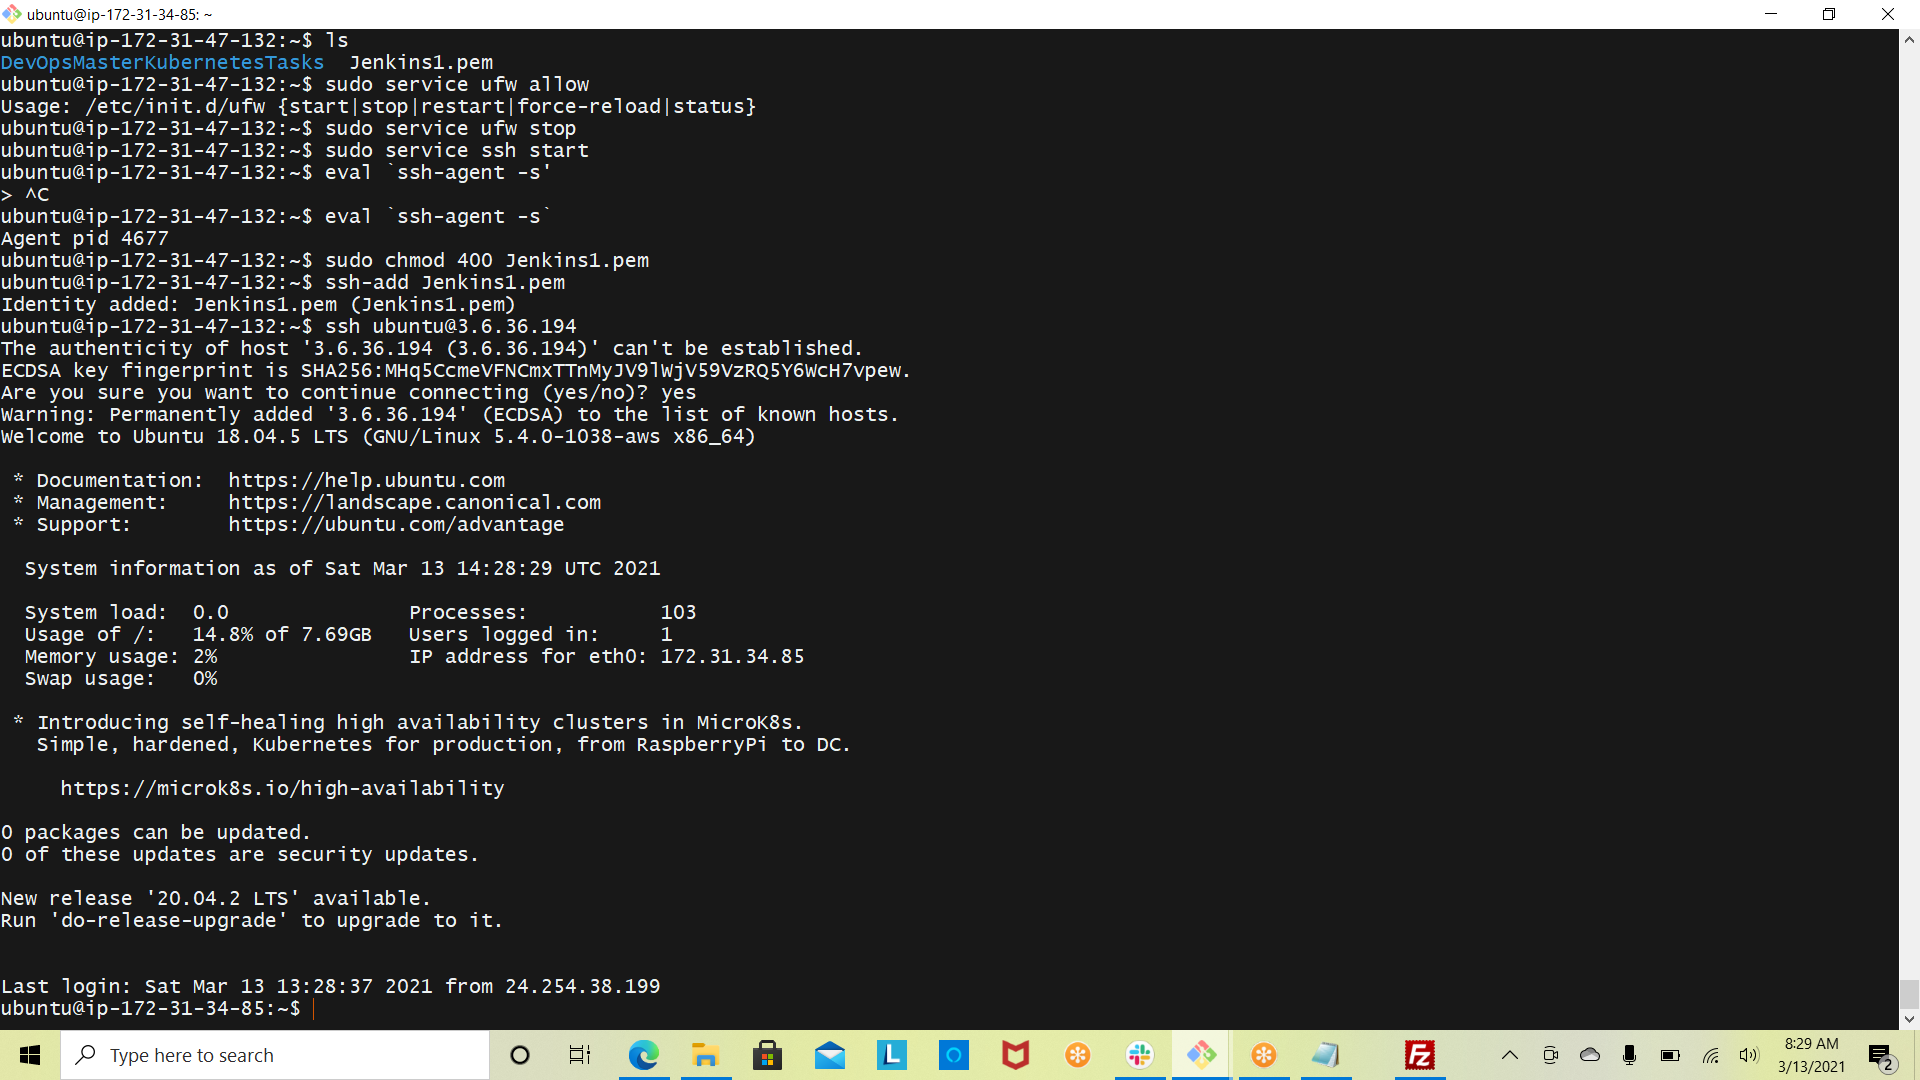 ubuntu@ip-172-31-34-85: ~
ubuntu@ip-172-31-47-132:~$ ls
DevOpsMasterKubernetesTasks  Jenkins1.pem
ubuntu@ip-172-31-47-132:~$ sudo service ufw allow
Usage: /etc/init.d/ufw {start|stop|restart|force-reload|status}
ubuntu@ip-172-31-47-132:~$ sudo service ufw stop
ubuntu@ip-172-31-47-132:~$ sudo service ssh start
ubuntu@ip-172-31-47-132:~$ eval `ssh-agent -s'
> ^C
ubuntu@ip-172-31-47-132:~$ eval `ssh-agent -s`
Agent pid 4677
ubuntu@ip-172-31-47-132:~$ sudo chmod 400 Jenkins1.pem
ubuntu@ip-172-31-47-132:~$ ssh-add Jenkins1.pem
Identity added: Jenkins1.pem (Jenkins1.pem)
ubuntu@ip-172-31-47-132:~$ ssh ubuntu@3.6.36.194
The authenticity of host '3.6.36.194 (3.6.36.194)' can't be established.
ECDSA key fingerprint is SHA256:MHq5CcmeVFNCmxTTnMyJV9lWjV59VzRQ5Y6WcH7vpew.
Are you sure you want to continue connecting (yes/no)? yes
Warning: Permanently added '3.6.36.194' (ECDSA) to the list of known hosts.
Welcome to Ubuntu 18.04.5 LTS (GNU/Linux 5.4.0-1038-aws x86_64)
* Documentation:  https://help.ubuntu.com
* Management:     https://landscape.canonical.com
* Support:        https://ubuntu.com/advantage
System information as of Sat Mar 13 14:28:29 UTC 2021
System load:  0.0               Processes:           103
Usage of /:   14.8% of 7.69GB   Users logged in:     1
Memory usage: 2%                IP address for eth0: 172.31.34.85
Swap usage:   0%
* Introducing self-healing high availability clusters in MicroK8s.
Simple, hardened, Kubernetes for production, from RaspberryPi to DC.
https://microk8s.io/high-availability
0 packages can be updated.
0 of these updates are security updates.
New release '20.04.2 LTS' available.
Run 'do-release-upgrade' to upgrade to it.
Last login: Sat Mar 13 13:28:37 2021 from 24.254.38.199
ubuntu@ip-172-31-34-85:~$
Type here to search
L
Fz
8:29 AM
3/13/2021
2